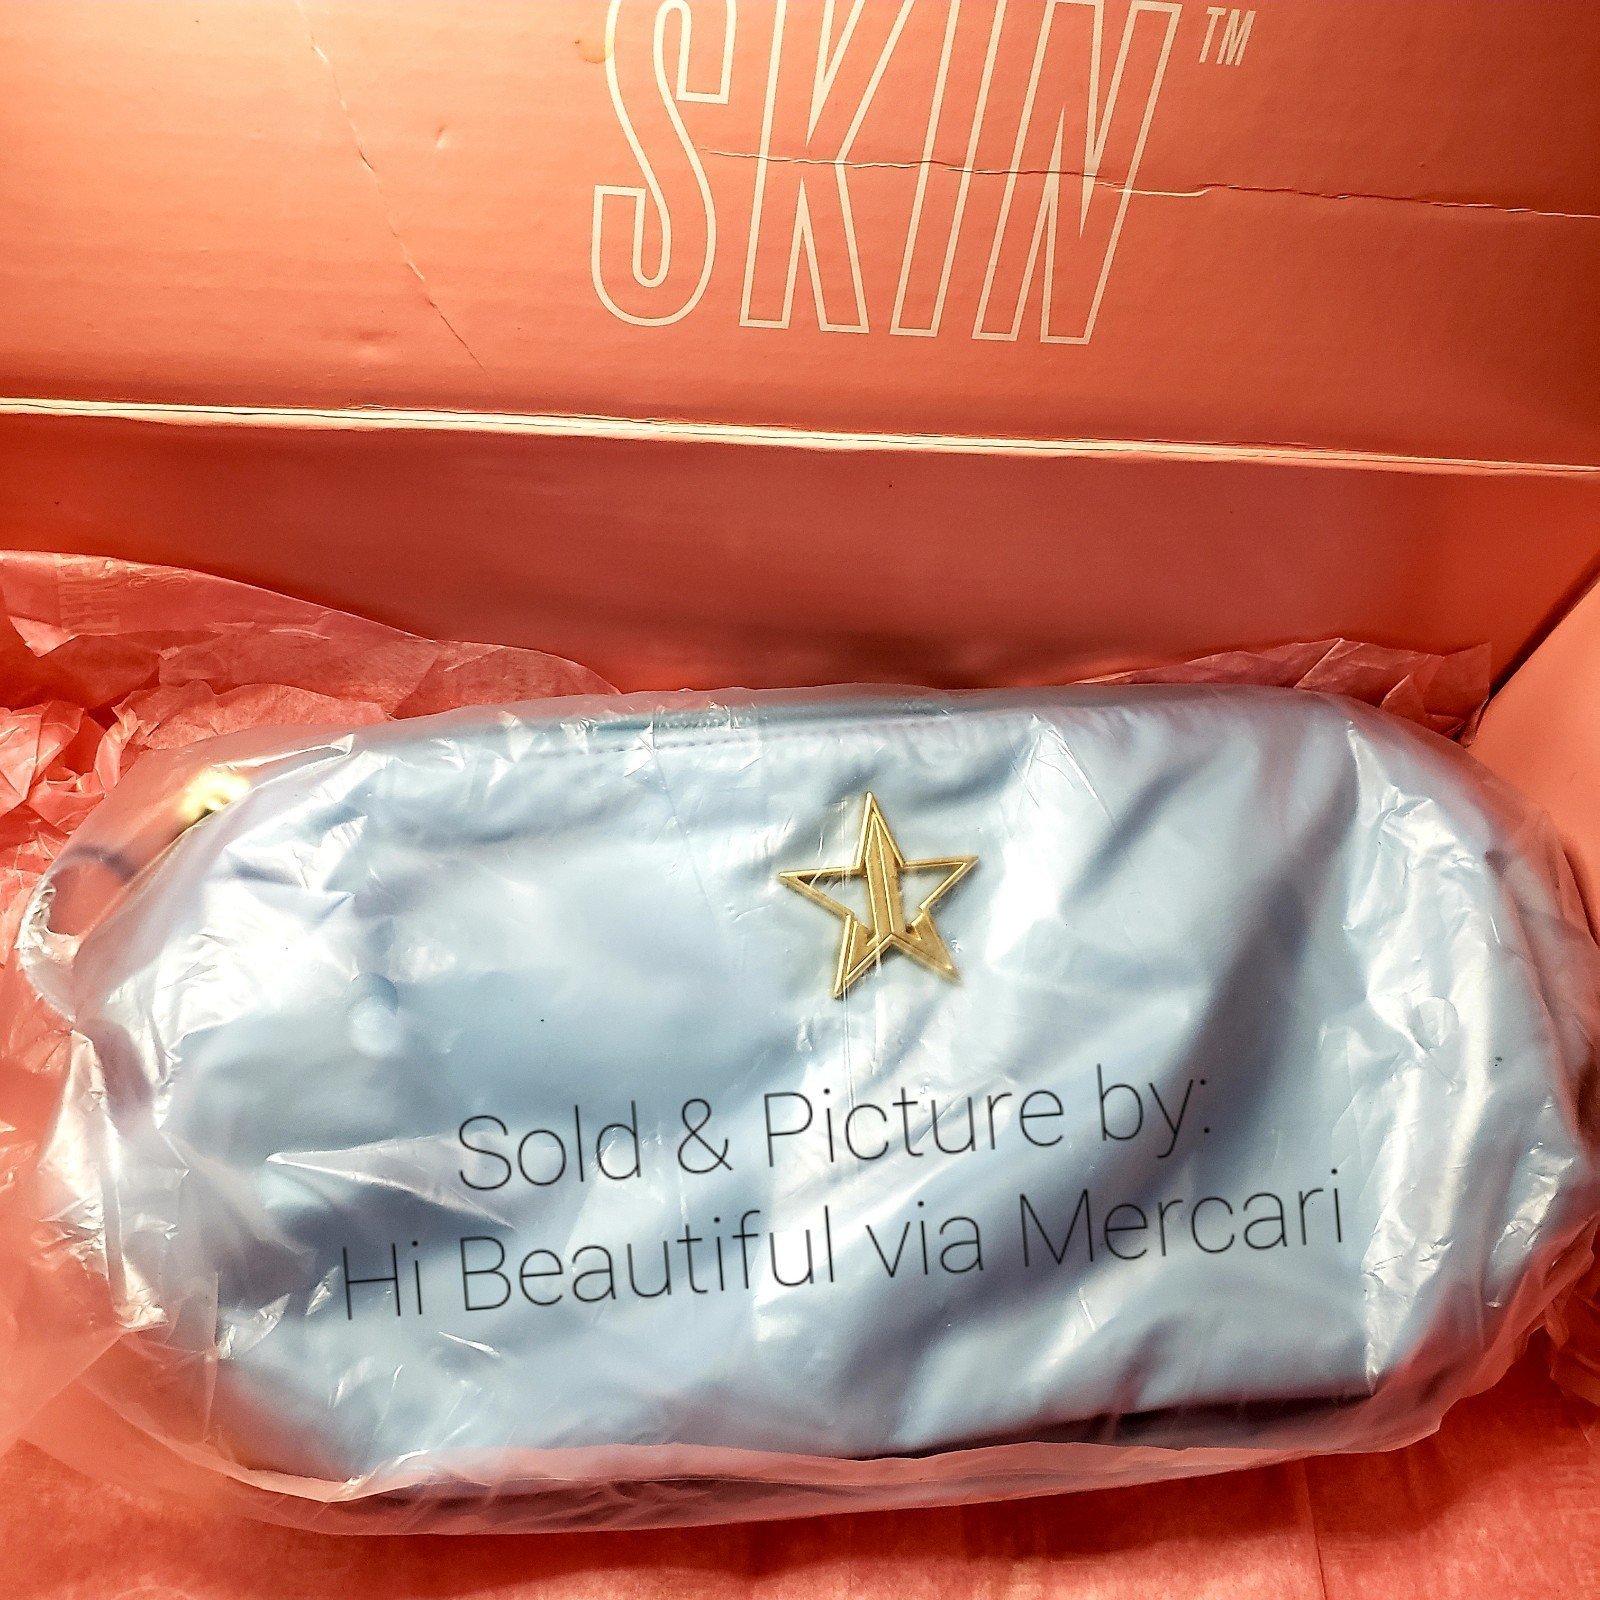 SKIN™
Sold & Picture by:
Hi Beautiful via Mercari